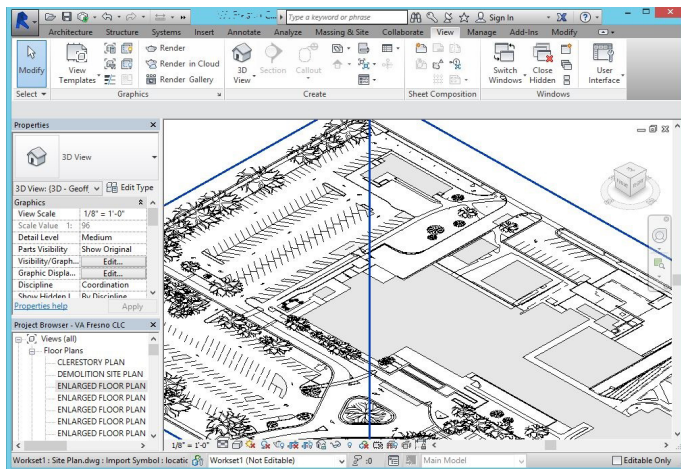 Type a keyword or phrase
Sign In
Architecture Structure Systems Insert Annotate Analyze Massing & Site Collaborate View Manage Add-Ins Modify
Modify
View Templates
Render
Render in Cloud
Render Gallery
3D View
Section
Callout
Switch Windows
Close Hidden
User Interface
Select
Graphics
Create
Sheet Composition
Windows
Properties
3D View
3D View: {3D - Geoff_
Edit Type
Graphics
View Scale 1/8" = 1'-0"
Scale Value 1: 96
Detail Level Medium
Parts Visibility Show Original
Visibility/Graph... Edit...
Graphic Displa... Edit...
Discipline Coordination
Show Hidden L By Discipline
Properties help
Apply
Project Browser - VA Fresno CLC
Views (all)
Floor Plans
CLERESTORY PLAN
DEMOLITION SITE PLAN
ENLARGED FLOOR PLAN
ENLARGED FLOOR PLAN
ENLARGED FLOOR PLAN
ENLARGED FLOOR PLAN
ENLARGED FLOOR PLAN
1/8" = 1'-0"
Workset1 : Site Plan.dwg : Import Symbol : locatic
Workset1 (Not Editable)
:0
Main Model
Editable Only